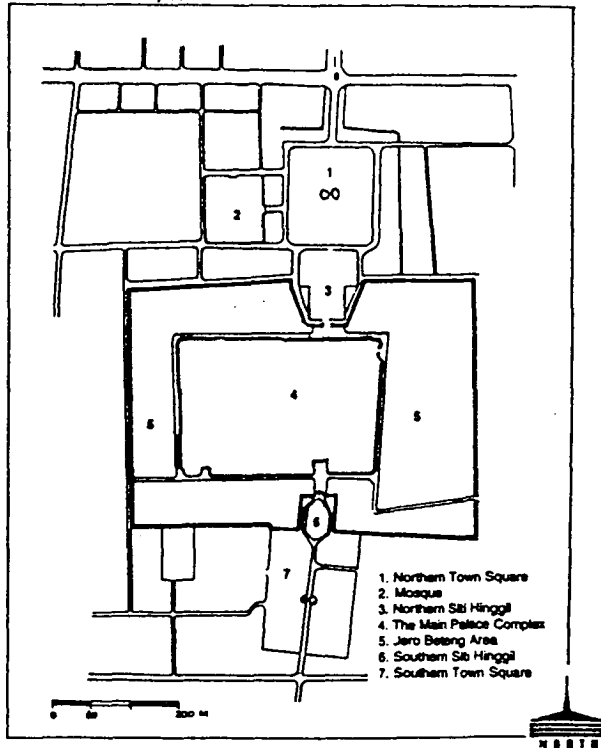 1
2
3
4
5
5
6
7
1. Northern Town Square
2. Mosque
3. Northern Siti Hinggil
4. The Main Palace Complex
5. Jero Beteng Area
6. Southern Siti Hinggil
7. Southern Town Square
0 200 M
NORTH